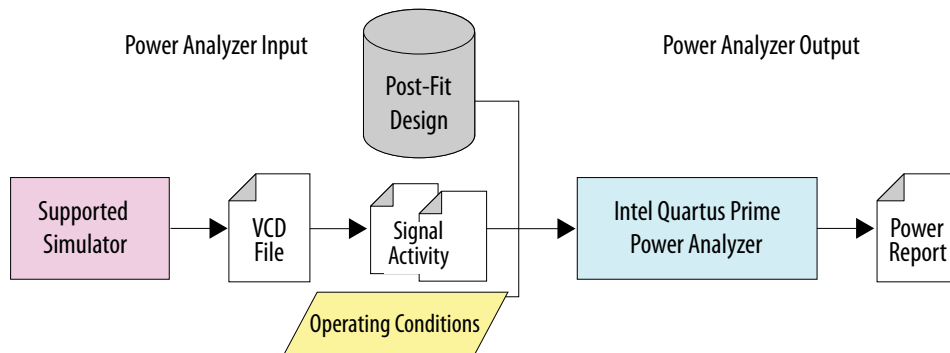 Power Analyzer Input
Power Analyzer Output
Post-Fit
Design
Supported
Simulator
VCD
File
Signal
Activity
Intel Quartus Prime
Power Analyzer
Power
Report
Operating Conditions